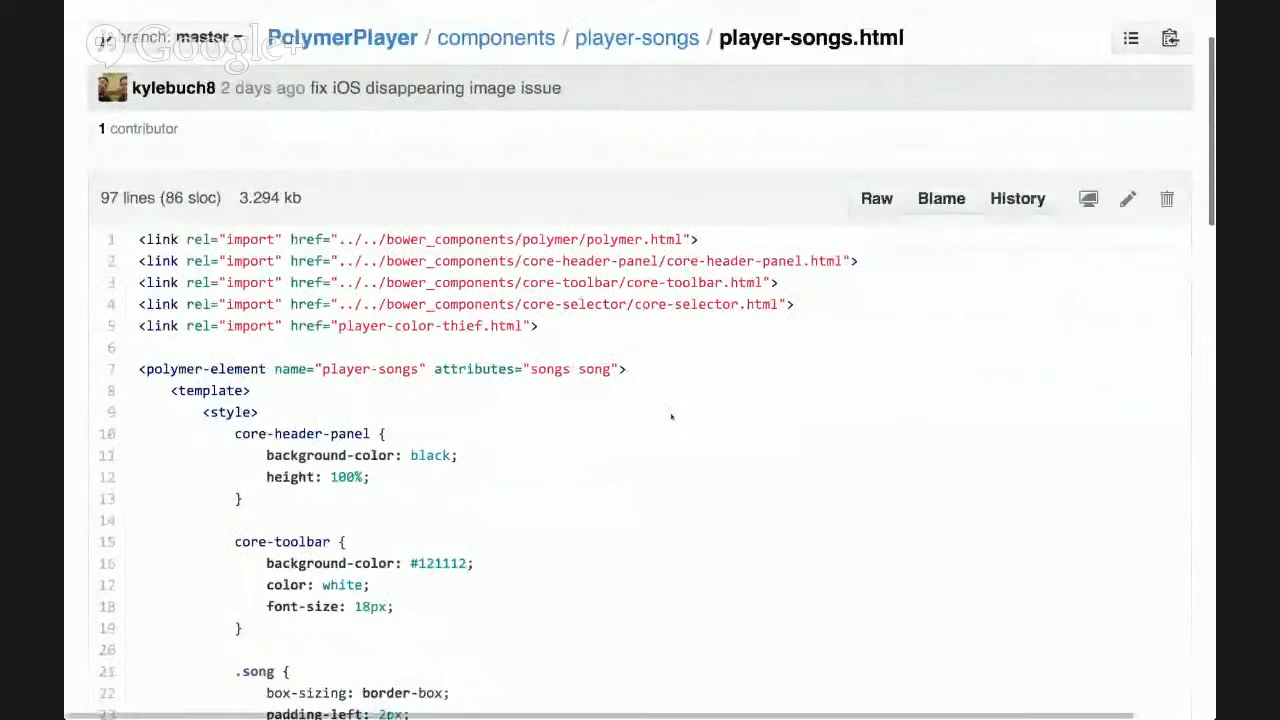 branch: master PolymerPlayer / components / player-songs / player-songs.html
Google+
kylebuch8 2 days ago fix iOS disappearing image issue
1 contributor
97 lines (86 sloc) 3.294 kb Raw Blame History
1 <link rel="import" href="../../bower_components/polymer/polymer.html">
2 <link rel="import" href="../../bower_components/core-header-panel/core-header-panel.html">
3 <link rel="import" href="../../bower_components/core-toolbar/core-toolbar.html">
4 <link rel="import" href="../../bower_components/core-selector/core-selector.html">
5 <link rel="import" href="player-color-thief.html">
6
7 <polymer-element name="player-songs" attributes="songs song">
8 <template>
9 <style>
10 core-header-panel {
11 background-color: black;
12 height: 100%;
13 }
14
15 core-toolbar {
16 background-color: #121112;
17 color: white;
18 font-size: 18px;
19 }
20
21 .song {
22 box-sizing: border-box;
23 padding-left: 2px;